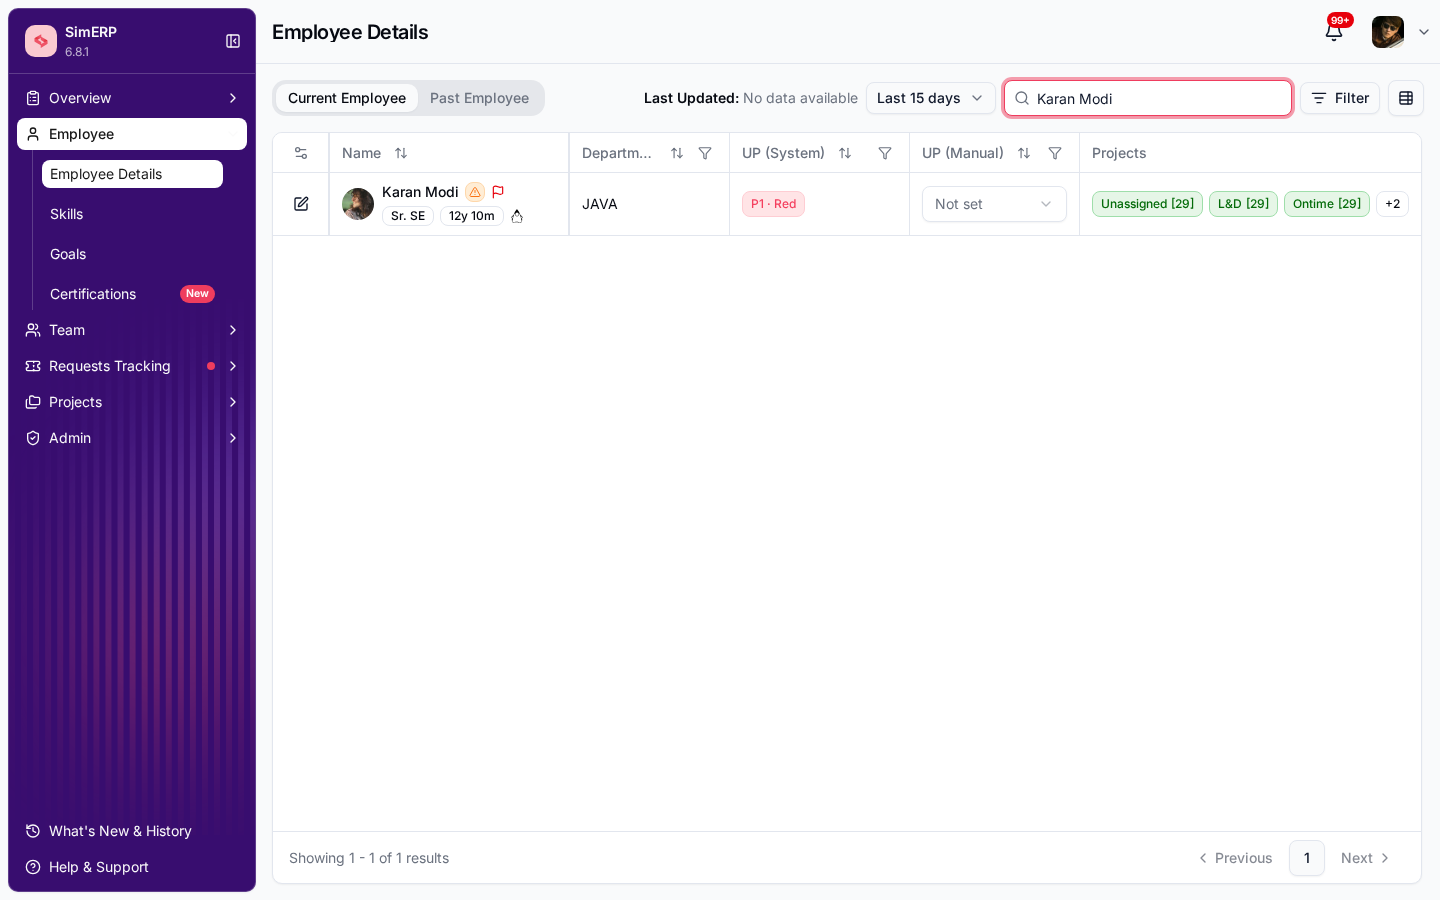 SimERP
6.8.1
Overview
Employee
Employee Details
Skills
Goals
Certifications New
Team
Requests Tracking
Projects
Admin
What's New & History
Help & Support
Employee Details
99+
Current Employee Past Employee
Last Updated: No data available
Last 15 days
Karan Modi
Filter
Name Departm... UP (System) UP (Manual) Projects
Karan Modi
Sr. SE 12y 10m
JAVA
P1 · Red
Not set
Unassigned [29] L&D [29] Ontime [29] +2
Showing 1 - 1 of 1 results
Previous 1 Next